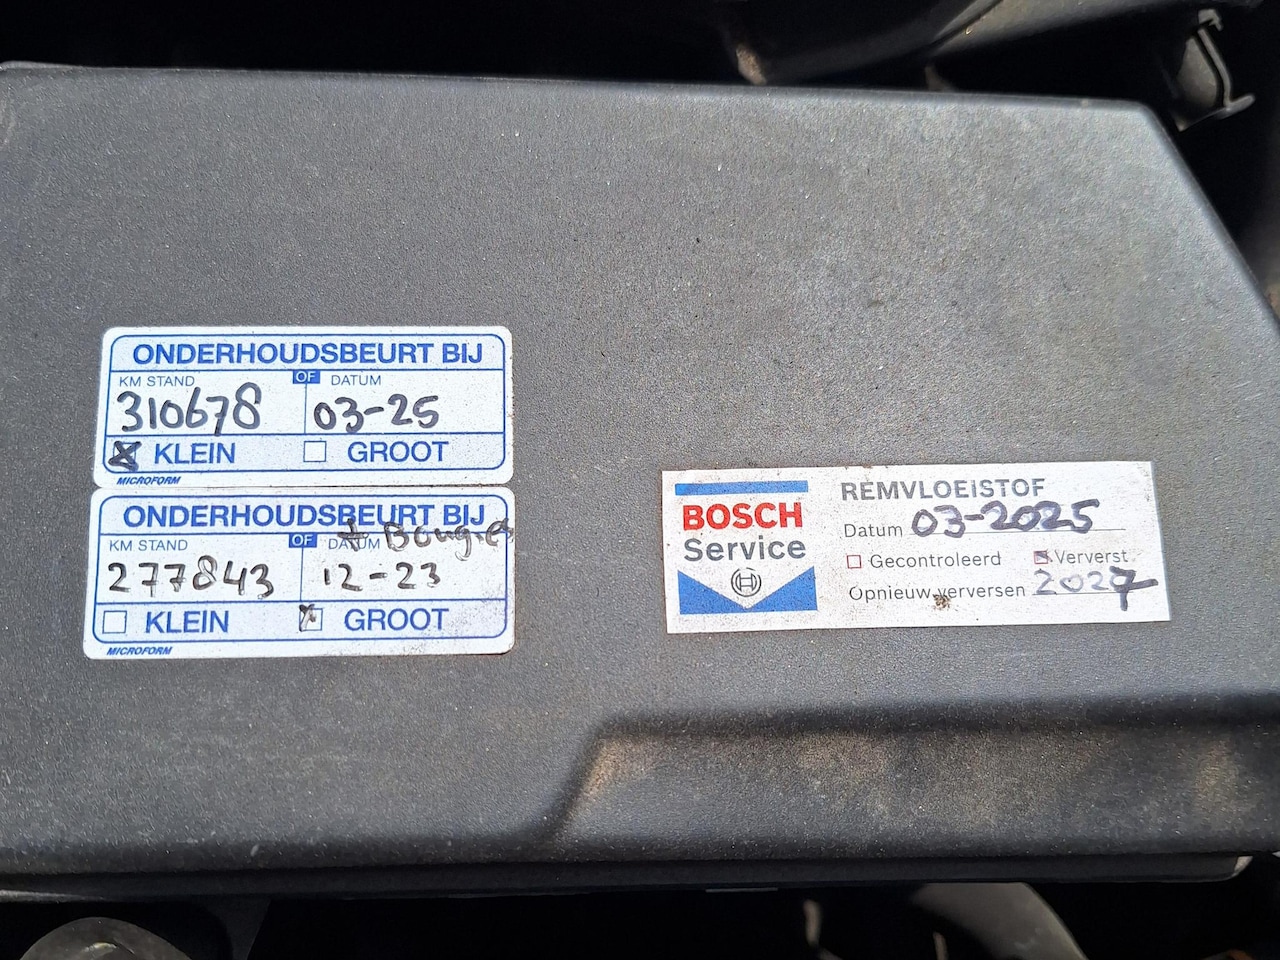 ONDERHOUDSBEURT BIJ
KM STAND OF DATUM
310678 03-25
KLEIN GROOT
MICROFORM
ONDERHOUDSBEURT BIJ
KM STAND OF DATUM + Bougies
277843 12-23
KLEIN GROOT
MICROFORM
BOSCH
Service
REMVLOEISTOF
Datum 03-2025
Gecontroleerd Ververst
Opnieuw verversen 2027